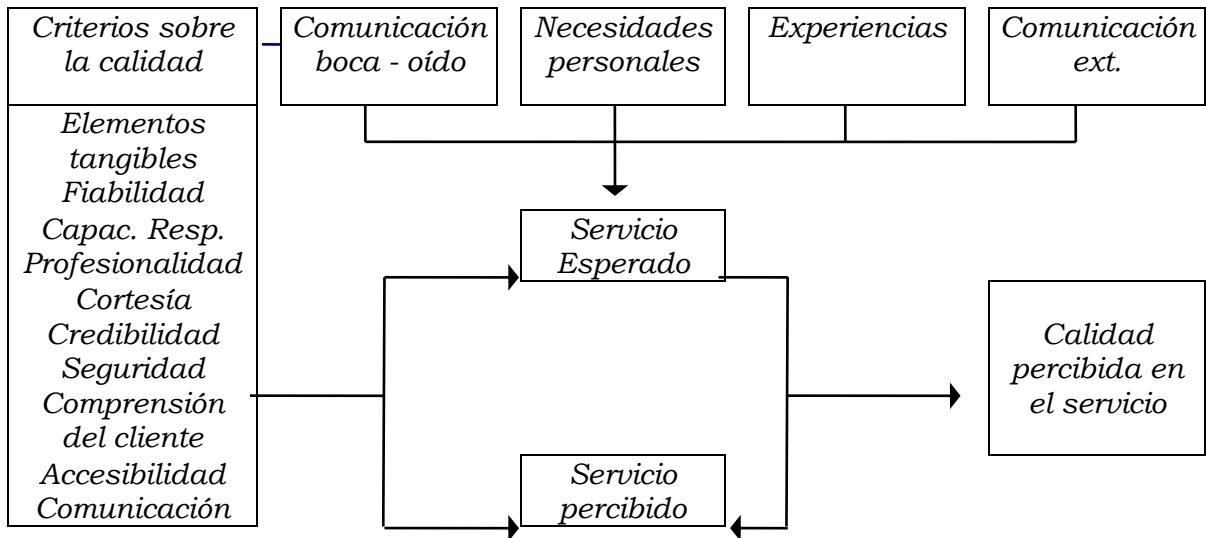 Criterios sobre
la calidad
Comunicación
boca - oído
Necesidades
personales
Experiencias
Comunicación
ext.
Elementos
tangibles
Fiabilidad
Capac. Resp.
Profesionalidad
Cortesía
Credibilidad
Seguridad
Comprensión
del cliente
Accesibilidad
Comunicación
Servicio
Esperado
Servicio
percibido
Calidad
percibida en
el servicio